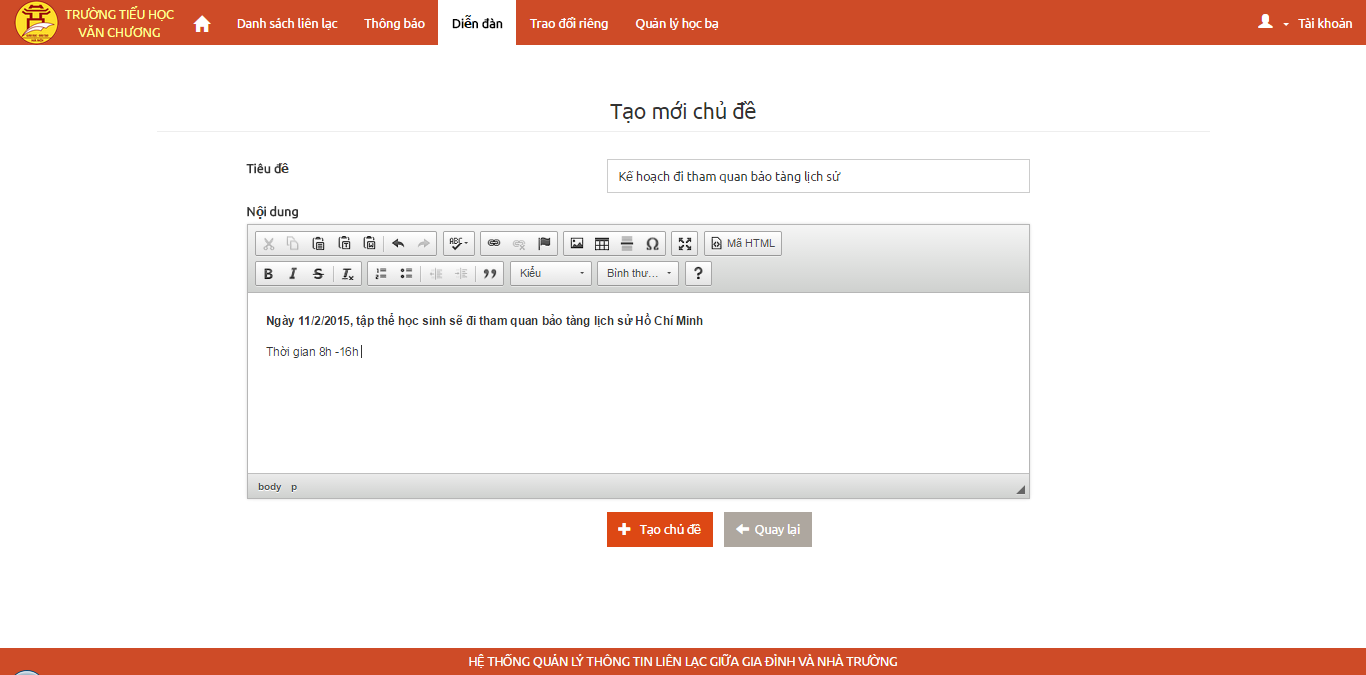 TRƯỜNG TIỂU HỌC
VĂN CHƯƠNG
Danh sách liên lạc
Thông báo
Diễn đàn
Trao đổi riêng
Quản lý học bạ
Tài khoản
Tạo mới chủ đề
Tiêu đề
Kế hoạch đi tham quan bảo tàng lịch sử
Nội dung
ABC
Mã HTML
B I S Tx
Kiểu
Bình thư...
?
Ngày 11/2/2015, tập thể học sinh sẽ đi tham quan bảo tàng lịch sử Hồ Chí Minh
Thời gian 8h -16h
body p
Tạo chủ đề
Quay lại
HỆ THỐNG QUẢN LÝ THÔNG TIN LIÊN LẠC GIỮA GIA ĐÌNH VÀ NHÀ TRƯỜNG